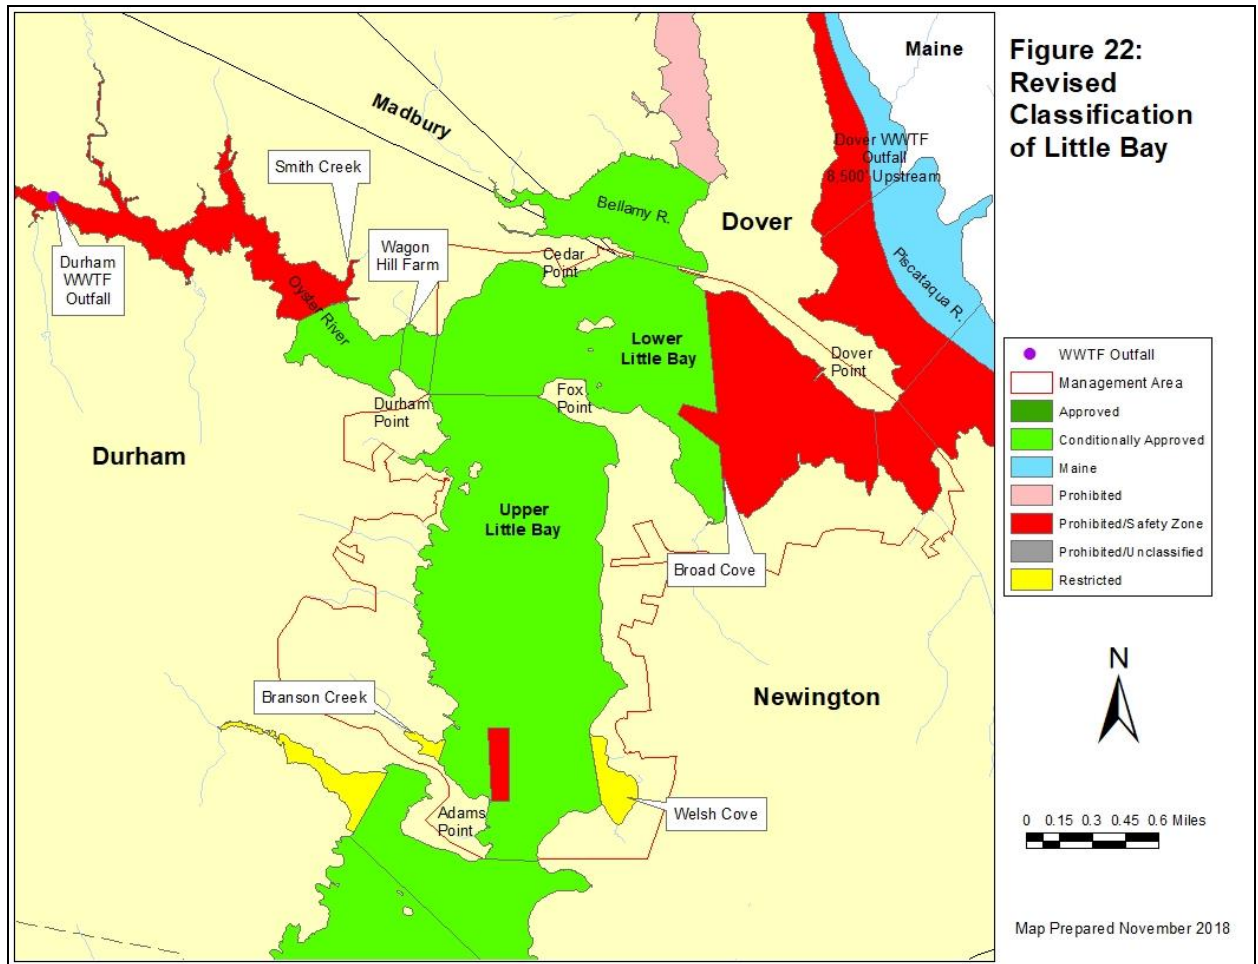 Figure 22:
Revised
Classification
of Little Bay
Maine
Madbury
Dover WWTF
Outfall
8,500' Upstream
Smith Creek
Bellamy R.
Dover
Wagon
Hill Farm
Cedar
Point
Durham
WWTF
Outfall
Oyster River
Piscataqua R.
Lower
Little Bay
Dover
Point
Fox
Point
Durham
Point
Durham
Upper
Little Bay
Broad Cove
Branson Creek
Newington
Adams
Point
Welsh Cove
WWTF Outfall
Management Area
Approved
Conditionally Approved
Maine
Prohibited
Prohibited/Safety Zone
Prohibited/Unclassified
Restricted
N
0 0.15 0.3 0.45 0.6 Miles
Map Prepared November 2018